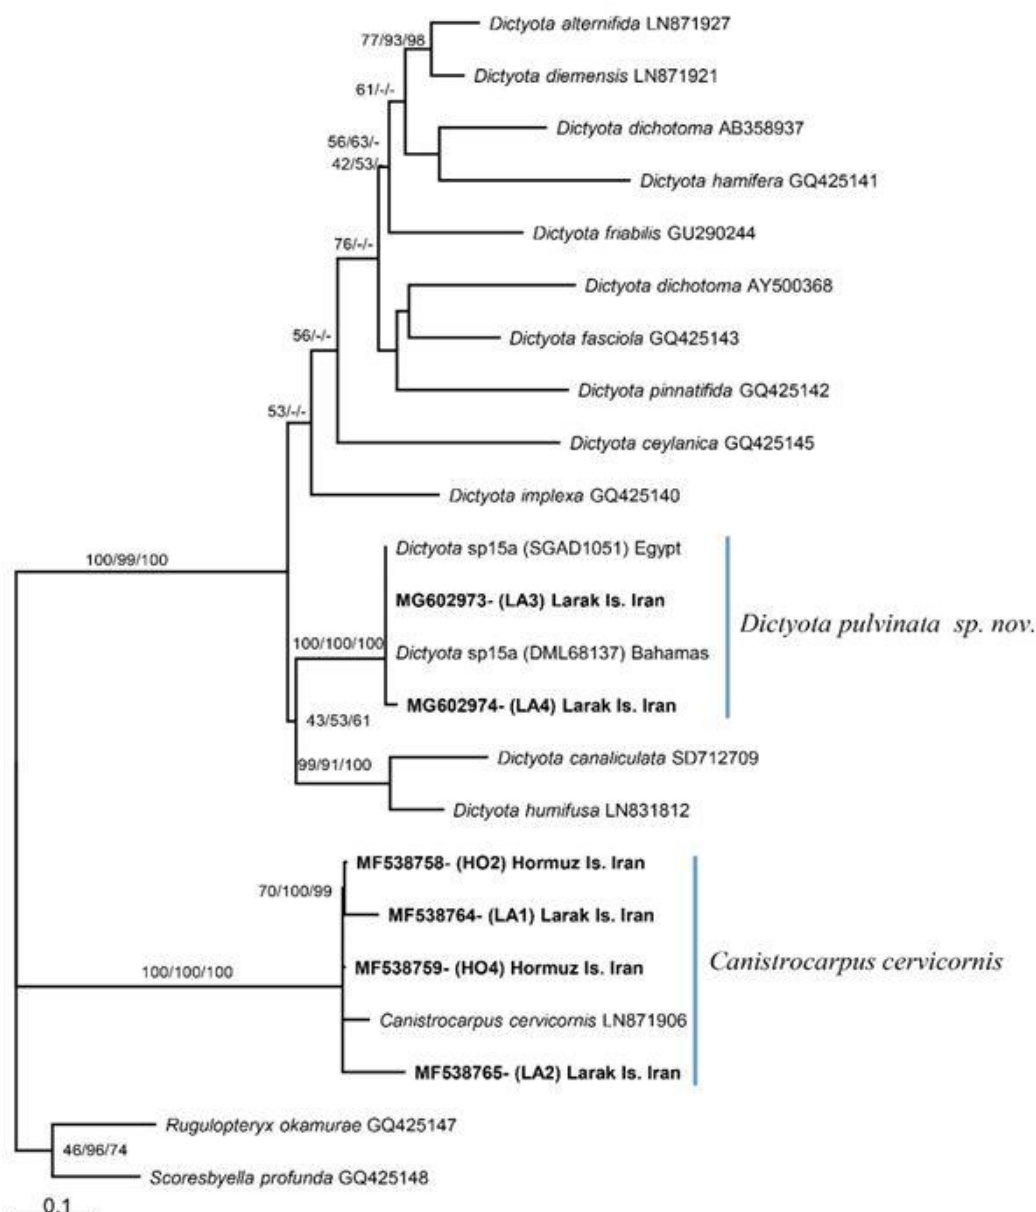 Dictyota alternifida LN871927
77/93/98
Dictyota diemensis LN871921
61/-/-
Dictyota dichotoma AB358937
56/63/-
42/53/-
Dictyota hamifera GQ425141
Dictyota friabilis GU290244
76/-/-
Dictyota dichotoma AY500368
56/-/-
Dictyota fasciola GQ425143
Dictyota pinnatifida GQ425142
53/-/-
Dictyota ceylanica GQ425145
Dictyota implexa GQ425140
100/99/100
Dictyota sp15a (SGAD1051) Egypt
MG602973- (LA3) Larak Is. Iran
Dictyota pulvinata sp. nov.
100/100/100
Dictyota sp15a (DML68137) Bahamas
MG602974- (LA4) Larak Is. Iran
43/53/61
99/91/100
Dictyota canaliculata SD712709
Dictyota humifusa LN831812
MF538758- (HO2) Hormuz Is. Iran
70/100/99
MF538764- (LA1) Larak Is. Iran
Canistrocarpus cervicornis
100/100/100
MF538759- (HO4) Hormuz Is. Iran
Canistrocarpus cervicornis LN871906
MF538765- (LA2) Larak Is. Iran
Rugulopteryx okamurae GQ425147
46/96/74
Scoresbyella profunda GQ425148
0.1